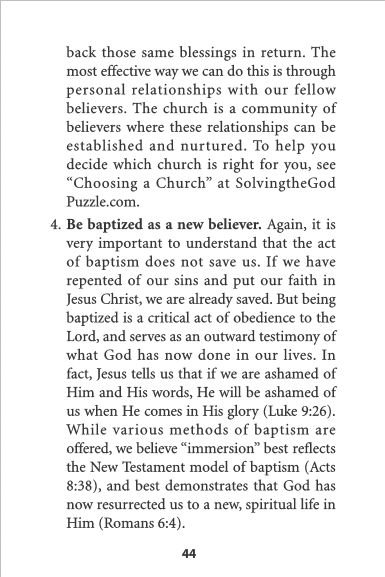 back those same blessings in return. The
most effective way we can do this is through
personal relationships with our fellow
believers. The church is a community of
believers where these relationships can be
established and nurtured. To help you
decide which church is right for you, see
“Choosing a Church” at SolvingtheGod
Puzzle.com.
4. Be baptized as a new believer. Again, it is
very important to understand that the act
of baptism does not save us. If we have
repented of our sins and put our faith in
Jesus Christ, we are already saved. But being
baptized is a critical act of obedience to the
Lord, and serves as an outward testimony of
what God has now done in our lives. In
fact, Jesus tells us that if we are ashamed of
Him and His words, He will be ashamed of
us when He comes in His glory (Luke 9:26).
While various methods of baptism are
offered, we believe “immersion” best reflects
the New Testament model of baptism (Acts
8:38), and best demonstrates that God has
now resurrected us to a new, spiritual life in
Him (Romans 6:4).
44